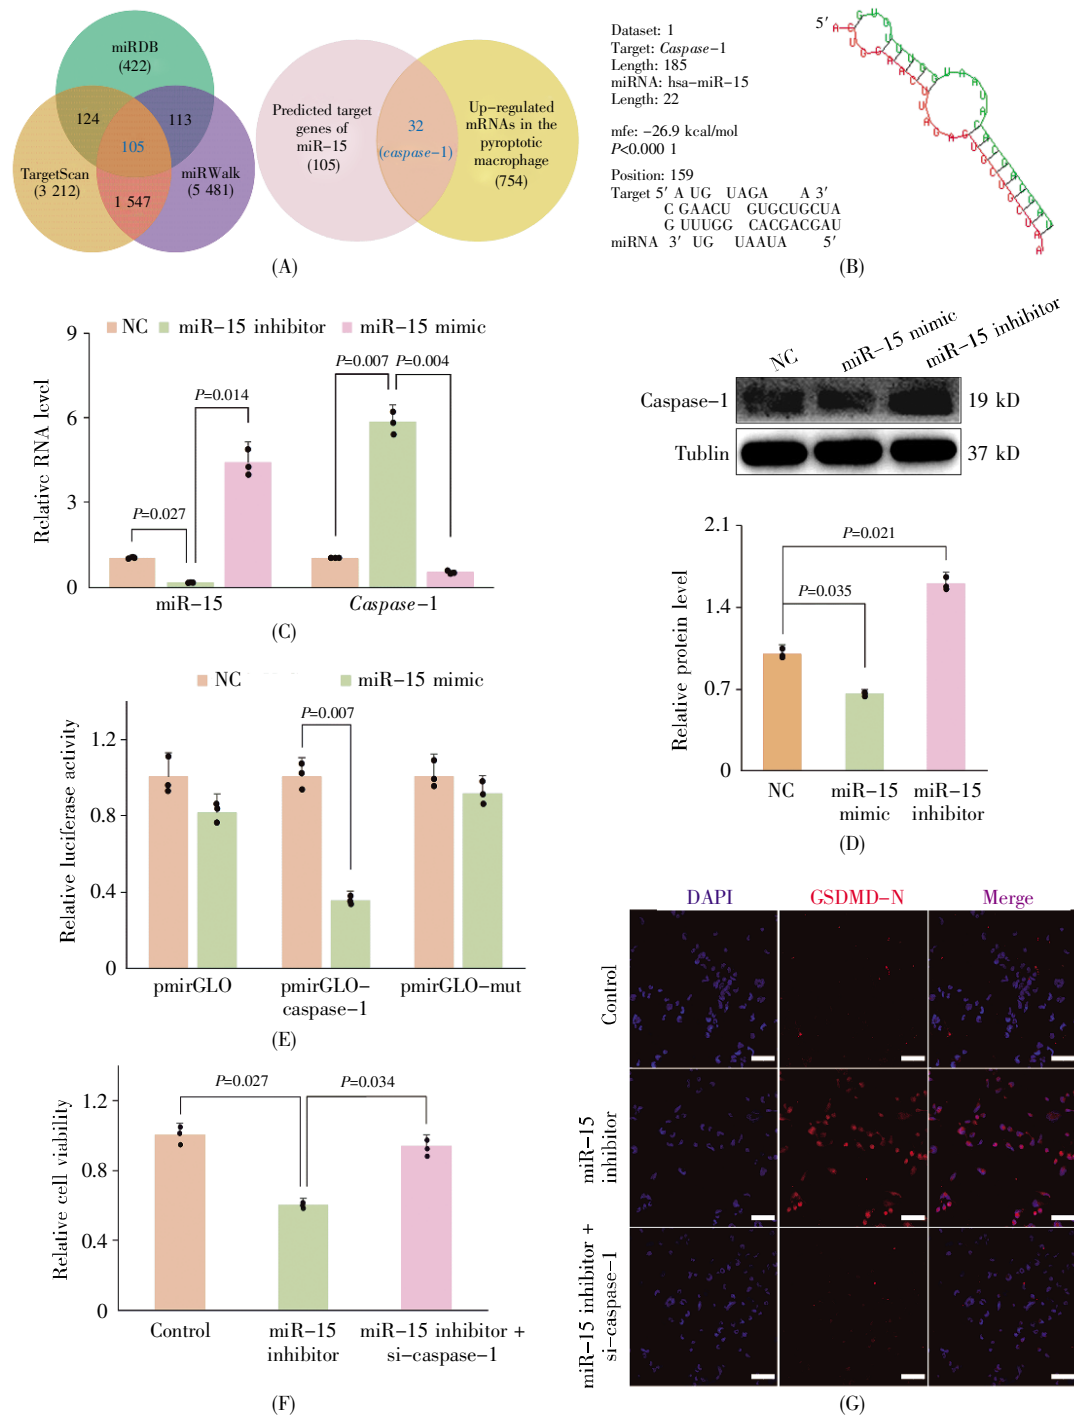 miRDB
(422)
124
113
105
TargetScan
(3 212)
miRWalk
(5 481)
1 547
Predicted target
genes of
miR-15
(105)
32
(caspase-1)
Up-regulated
mRNAs in the
pyroptotic
macrophage
(754)
(A)
Dataset: 1
Target: Caspase-1
Length: 185
miRNA: hsa-miR-15
Length: 22
mfe: -26.9 kcal/mol
P<0.000 1
Position: 159
Target 5′ A UG UAGA A 3′
C GAACU GUGCUGCUA
G UUUGG CACGACGAU
miRNA 3′ UG UAAUA 5′
5′
(B)
NC miR-15 inhibitor miR-15 mimic
Relative RNA level
9
6
3
0
P=0.027
P=0.014
P=0.007
P=0.004
miR-15
Caspase-1
(C)
NC
miR-15 mimic
miR-15 inhibitor
Caspase-1
19 kD
Tublin
37 kD
Relative protein level
2.1
1.4
0.7
0
P=0.021
P=0.035
NC
miR-15
mimic
miR-15
inhibitor
(D)
NC miR-15 mimic
Relative luciferase activity
1.2
0.8
0.4
0
P=0.007
pmirGLO
pmirGLO-
caspase-1
pmirGLO-mut
(E)
Relative cell viability
1.2
0.8
0.4
0
P=0.027
P=0.034
Control
miR-15
inhibitor
miR-15 inhibitor +
si-caspase-1
(F)
DAPI
GSDMD-N
Merge
Control
miR-15
inhibitor
miR-15 inhibitor +
si-caspase-1
(G)